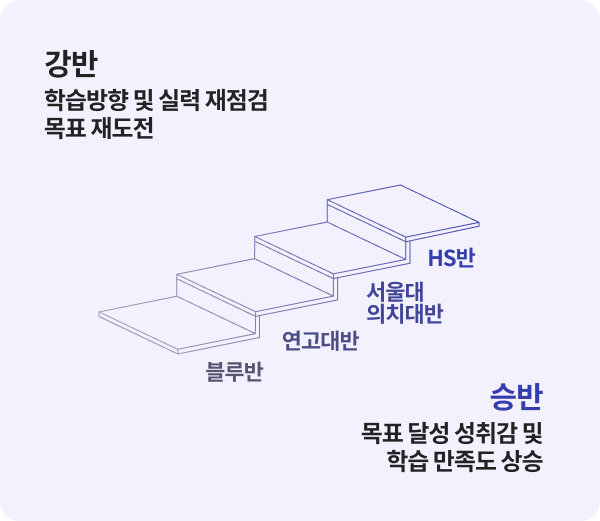 강반
학습방향 및 실력 재점검
목표 재도전
HS반
서울대
의치대반
연고대반
블루반
승반
목표 달성 성취감 및
학습 만족도 상승